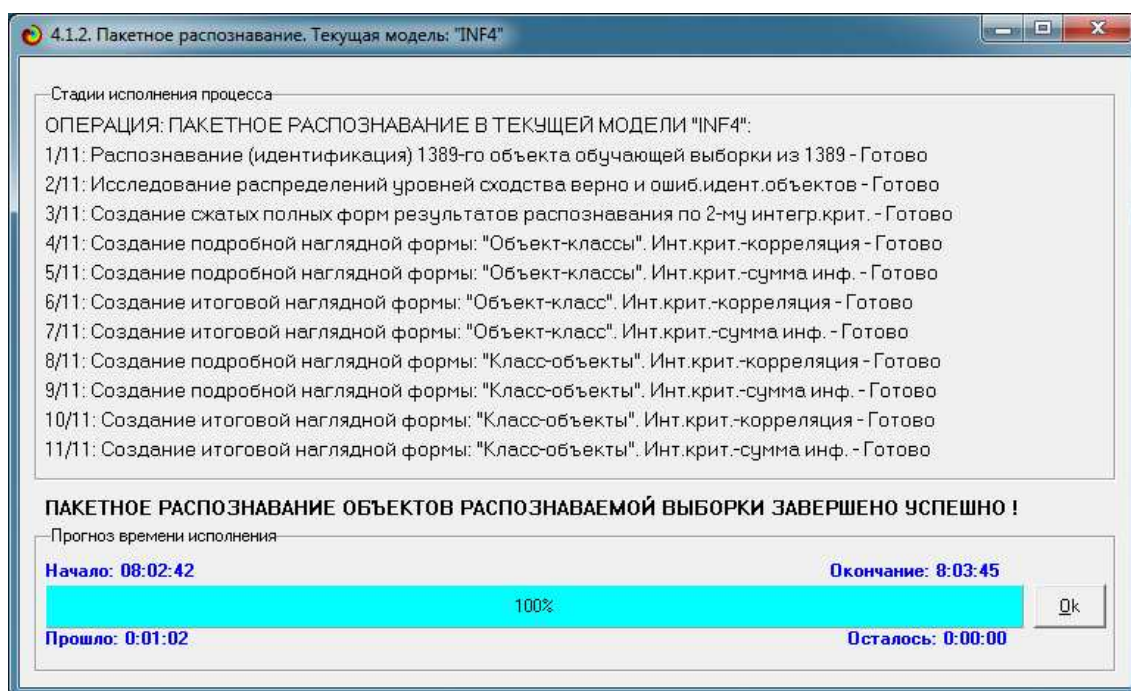 4.1.2. Пакетное распознавание. Текущая модель: "INF4"
Стадии исполнения процесса
ОПЕРАЦИЯ: ПАКЕТНОЕ РАСПОЗНАВАНИЕ В ТЕКУЩЕЙ МОДЕЛИ "INF4":
1/11: Распознавание (идентификация) 1389-го объекта обучающей выборки из 1389 - Готово
2/11: Исследование распределений уровней сходства верно и ошиб.идент.объектов - Готово
3/11: Создание сжатых полных форм результатов распознавания по 2-му интегр.крит. - Готово
4/11: Создание подробной наглядной формы: "Объект-классы". Инт.крит.-корреляция - Готово
5/11: Создание подробной наглядной формы: "Объект-классы". Инт.крит.-сумма инф. - Готово
6/11: Создание итоговой наглядной формы: "Объект-класс". Инт.крит.-корреляция - Готово
7/11: Создание итоговой наглядной формы: "Объект-класс". Инт.крит.-сумма инф. - Готово
8/11: Создание подробной наглядной формы: "Класс-объекты". Инт.крит.-корреляция - Готово
9/11: Создание подробной наглядной формы: "Класс-объекты". Инт.крит.-сумма инф. - Готово
10/11: Создание итоговой наглядной формы: "Класс-объекты". Инт.крит.-корреляция - Готово
11/11: Создание итоговой наглядной формы: "Класс-объекты". Инт.крит.-сумма инф. - Готово
ПАКЕТНОЕ РАСПОЗНАВАНИЕ ОБЪЕКТОВ РАСПОЗНАВАЕМОЙ ВЫБОРКИ ЗАВЕРШЕНО УСПЕШНО !
Прогноз времени исполнения
Начало: 08:02:42 Окончание: 8:03:45
100% Ok
Прошло: 0:01:02 Осталось: 0:00:00